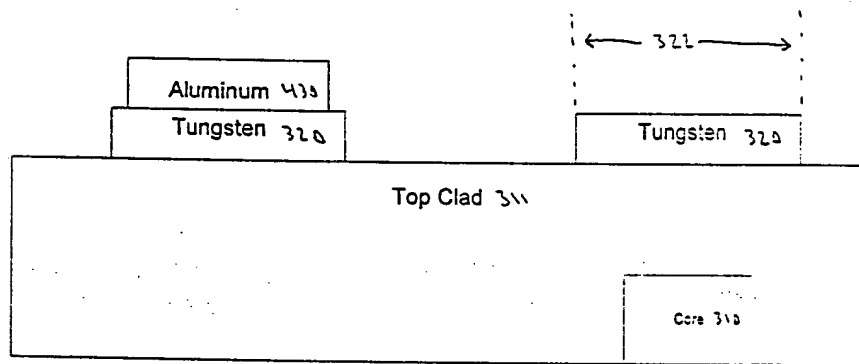 322
Aluminum 430
Tungsten 320
Tungsten 320
Top Clad 311
Core 310